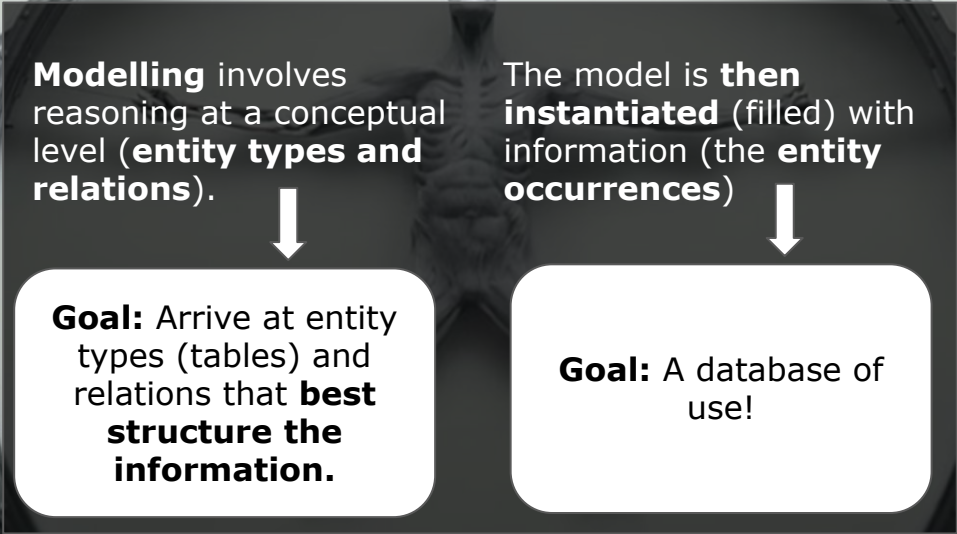 Modelling involves
reasoning at a conceptual
level (entity types and
relations).
Goal: Arrive at entity
types (tables) and
relations that best
structure the
information.
The model is then
instantiated (filled) with
information (the entity
occurrences)
Goal: A database of
use!